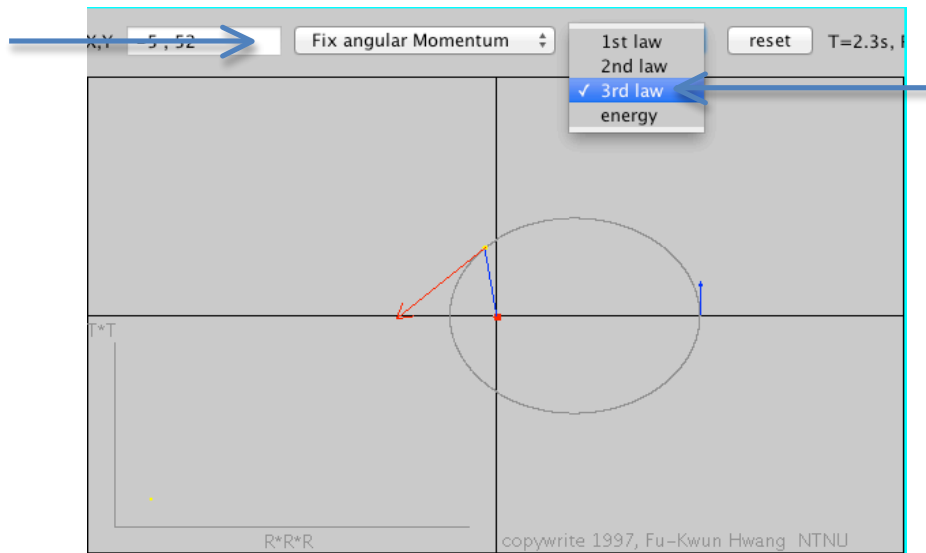 X,Y -5 , 52 Fix angular Momentum reset T=2.3s,
1st law
2nd law
✓ 3rd law
energy
T*T
R*R*R
copywrite 1997, Fu-Kwun Hwang NTNU